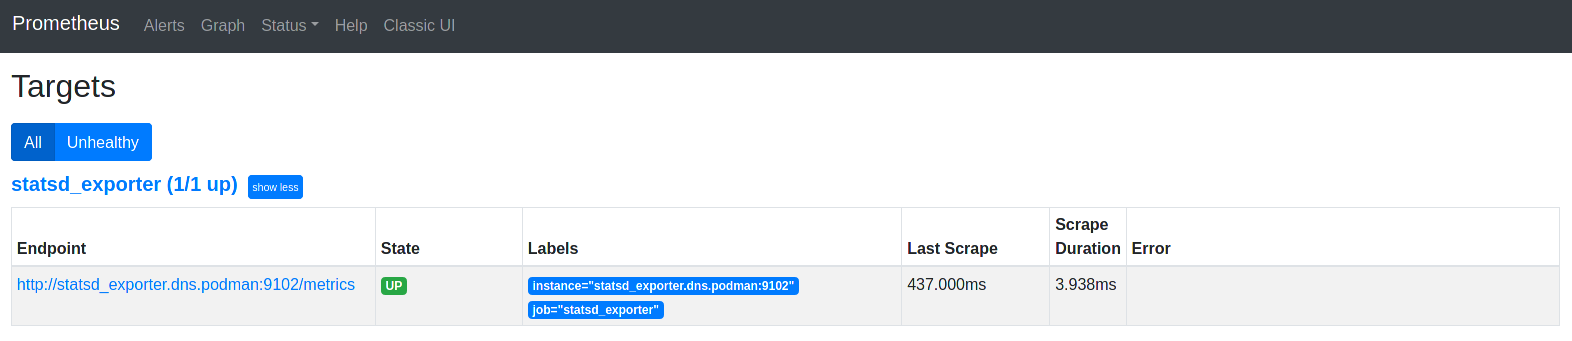 Prometheus Alerts Graph Status Help Classic UI
Targets
All Unhealthy
statsd_exporter (1/1 up) show less
Endpoint State Labels Last Scrape Scrape Duration Error
http://statsd_exporter.dns.podman:9102/metrics UP instance="statsd_exporter.dns.podman:9102" 437.000ms 3.938ms
job="statsd_exporter"